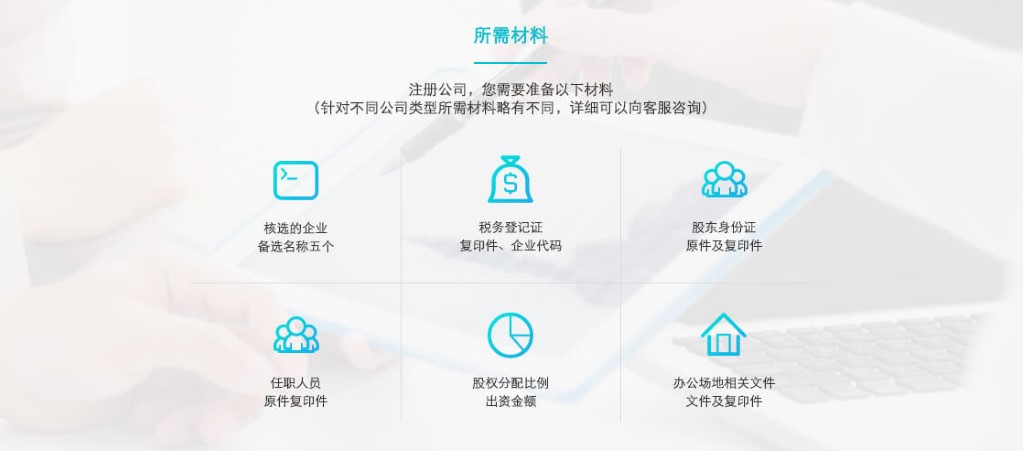 所需材料
注册公司，您需要准备以下材料
（针对不同公司类型所需材料略有不同，详细可以向客服咨询）
核选的企业
备选名称五个
税务登记证
复印件、企业代码
股东身份证
原件及复印件
任职人员
原件复印件
股权分配比例
出资金额
办公场地相关文件
文件及复印件